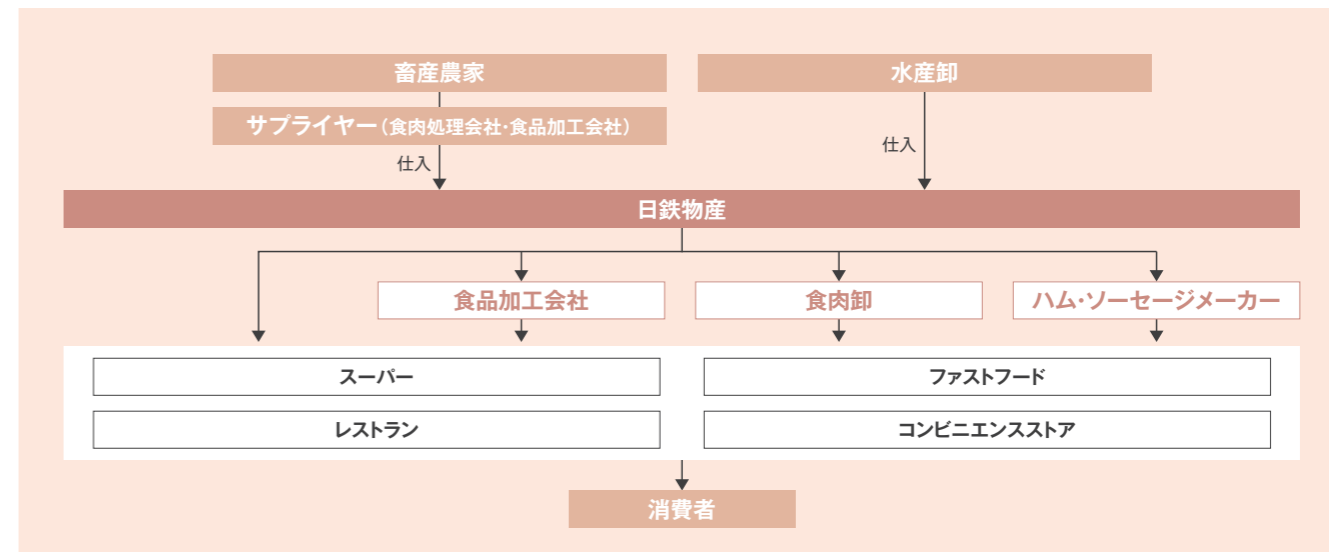 畜産農家
水産卸
サプライヤー（食肉処理会社・食品加工会社）
仕入
仕入
日鉄物産
食品加工会社
食肉卸
ハム・ソーセージメーカー
スーパー
ファストフード
レストラン
コンビニエンスストア
消費者